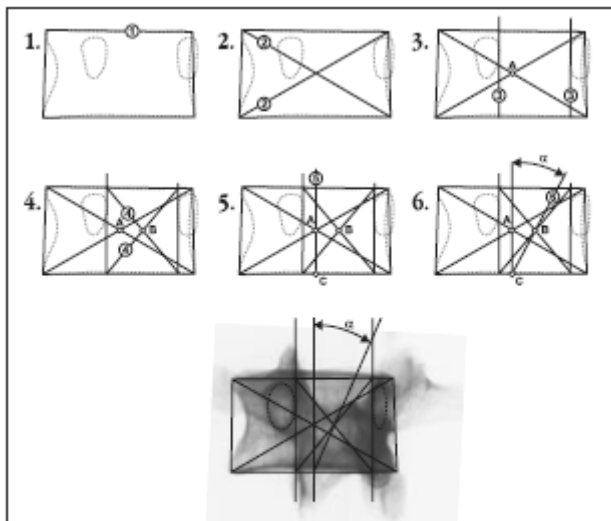 1. ①
2. ② ②
3. A ③ ③
4. A ④ B ④
5. ⑤ A B C
6. α ⑥ A B C
α